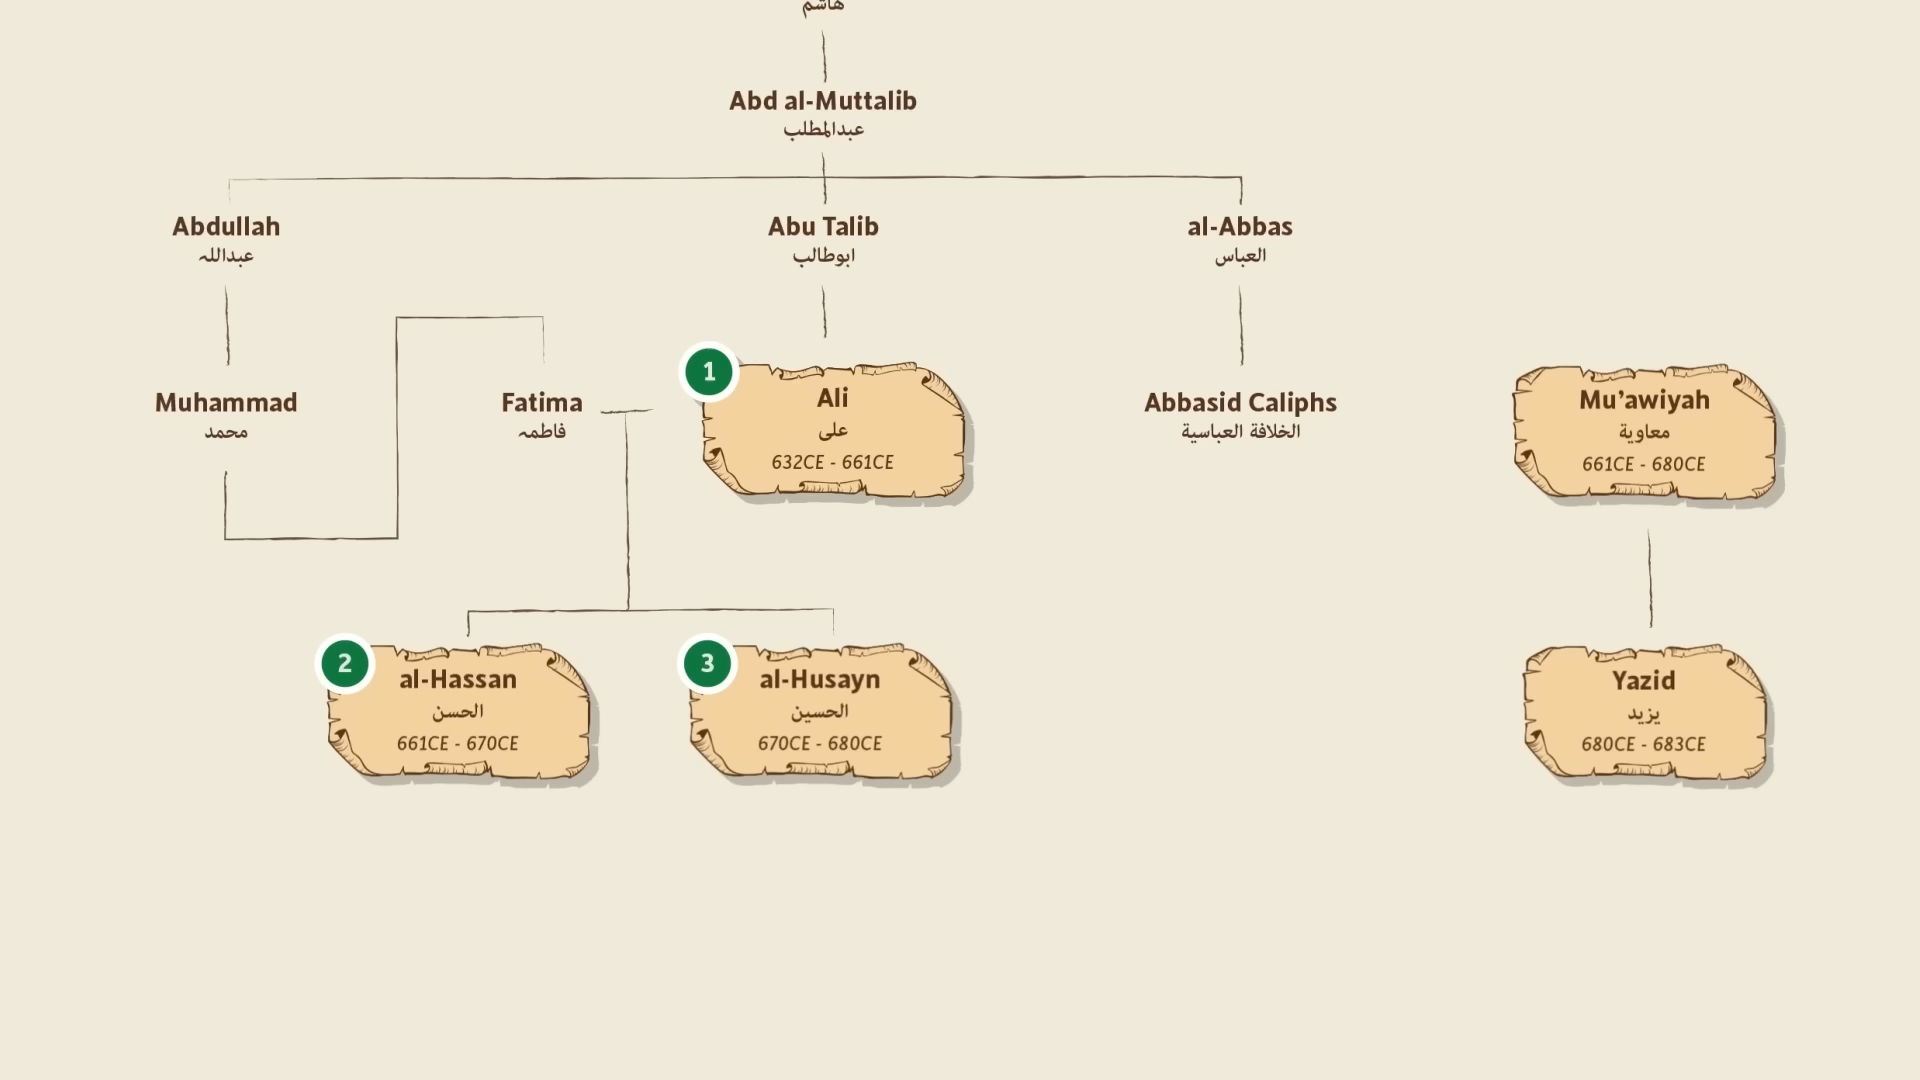 هاشم
Abd al-Muttalib
عبدالمطلب
Abdullah
عبداللہ
Abu Talib
ابوطالب
al-Abbas
العباس
Muhammad
محمد
Fatima
فاطمہ
1
Ali
علی
632CE - 661CE
Abbasid Caliphs
الخلافة العباسية
Mu’awiyah
معاوية
661CE - 680CE
2
al-Hassan
الحسن
661CE - 670CE
3
al-Husayn
الحسين
670CE - 680CE
Yazid
يزيد
680CE - 683CE